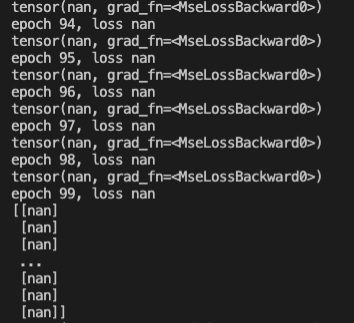 tensor(nan, grad_fn=<MseLossBackward0>)
epoch 94, loss nan
tensor(nan, grad_fn=<MseLossBackward0>)
epoch 95, loss nan
tensor(nan, grad_fn=<MseLossBackward0>)
epoch 96, loss nan
tensor(nan, grad_fn=<MseLossBackward0>)
epoch 97, loss nan
tensor(nan, grad_fn=<MseLossBackward0>)
epoch 98, loss nan
tensor(nan, grad_fn=<MseLossBackward0>)
epoch 99, loss nan
[[nan]
 [nan]
 [nan]
 ...
 [nan]
 [nan]
 [nan]]